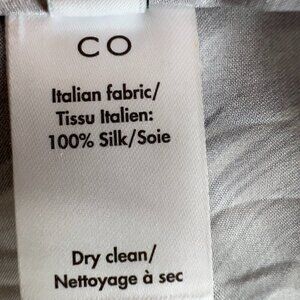 CO
Italian fabric/
Tissu Italien:
100% Silk/Soie
Dry clean/
Nettoyage à sec